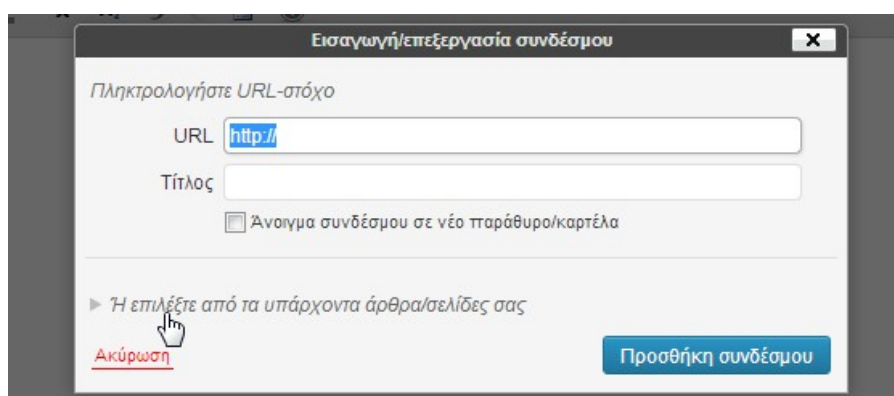 Εισαγωγή/επεξεργασία συνδέσμου
Πληκτρολογήστε URL-στόχο
URL http://
Τίτλος
Άνοιγμα συνδέσμου σε νέο παράθυρο/καρτέλα
Ή επιλέξτε από τα υπάρχοντα άρθρα/σελίδες σας
Ακύρωση Προσθήκη συνδέσμου